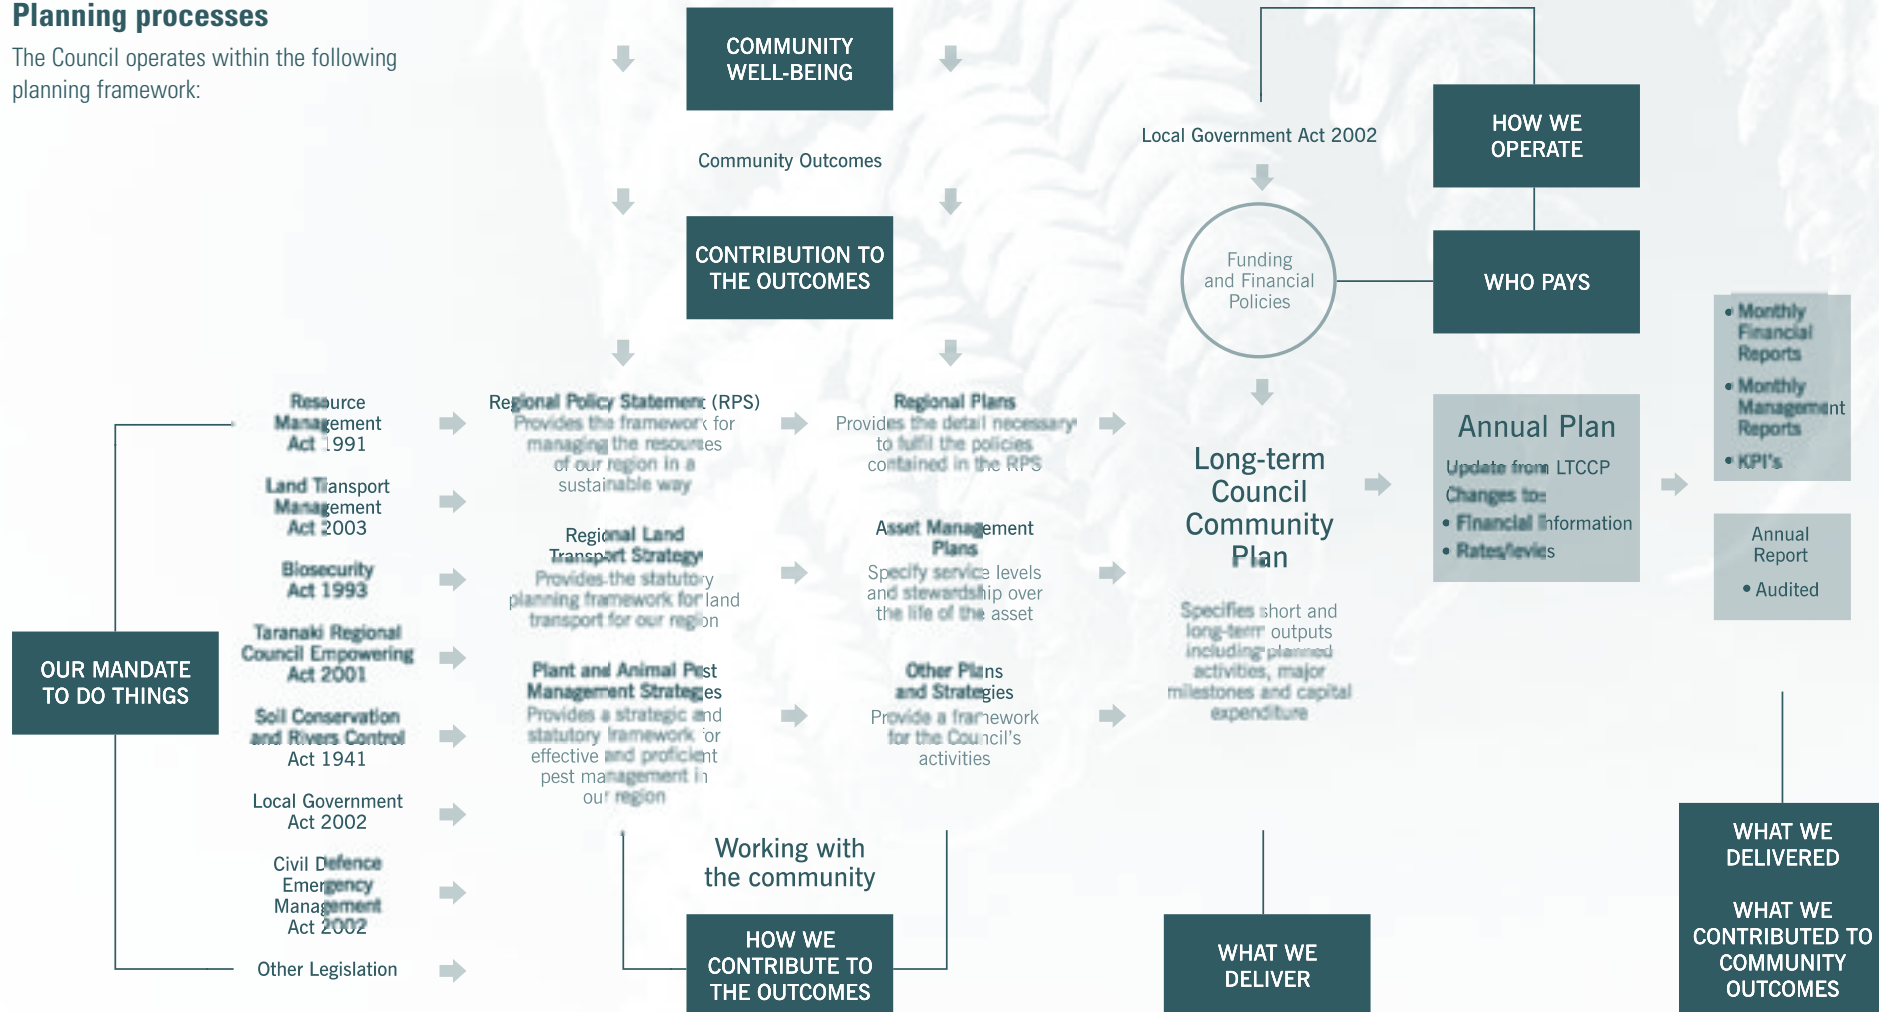 Planning processes
The Council operates within the following
planning framework:
COMMUNITY
WELL-BEING
Community Outcomes
CONTRIBUTION TO
THE OUTCOMES
Local Government Act 2002
HOW WE
OPERATE
Funding
and Financial
Policies
WHO PAYS
OUR MANDATE
TO DO THINGS
Resource
Management
Act 1991
Land Transport
Management
Act 2003
Biosecurity
Act 1993
Taranaki Regional
Council Empowering
Act 2001
Soil Conservation
and Rivers Control
Act 1941
Local Government
Act 2002
Civil Defence
Emergency
Management
Act 2002
Other Legislation
Regional Policy Statement (RPS)
Provides the framework for
managing the resources
of our region in a
sustainable way
Regional Land
Transport Strategy
Provides the statutory
planning framework for land
transport for our region
Plant and Animal Pest
Management Strategies
Provides a strategic and
statutory framework for
effective and proficient
pest management in
our region
Regional Plans
Provides the detail necessary
to fulfil the policies
contained in the RPS
Asset Management
Plans
Specify service levels
and stewardship over
the life of the asset
Other Plans
and Strategies
Provide a framework
for the Council's
activities
Working with
the community
HOW WE
CONTRIBUTE TO
THE OUTCOMES
Long-term
Council
Community
Plan
Specifies short and
long-term outputs
including planned
activities, major
milestones and capital
expenditure
WHAT WE
DELIVER
Annual Plan
Update from LTCCP
Changes to:
• Financial Information
• Rates/levies
• Monthly
Financial
Reports
• Monthly
Management
Reports
• KPI's
Annual
Report
• Audited
WHAT WE
DELIVERED
WHAT WE
CONTRIBUTED TO
COMMUNITY
OUTCOMES